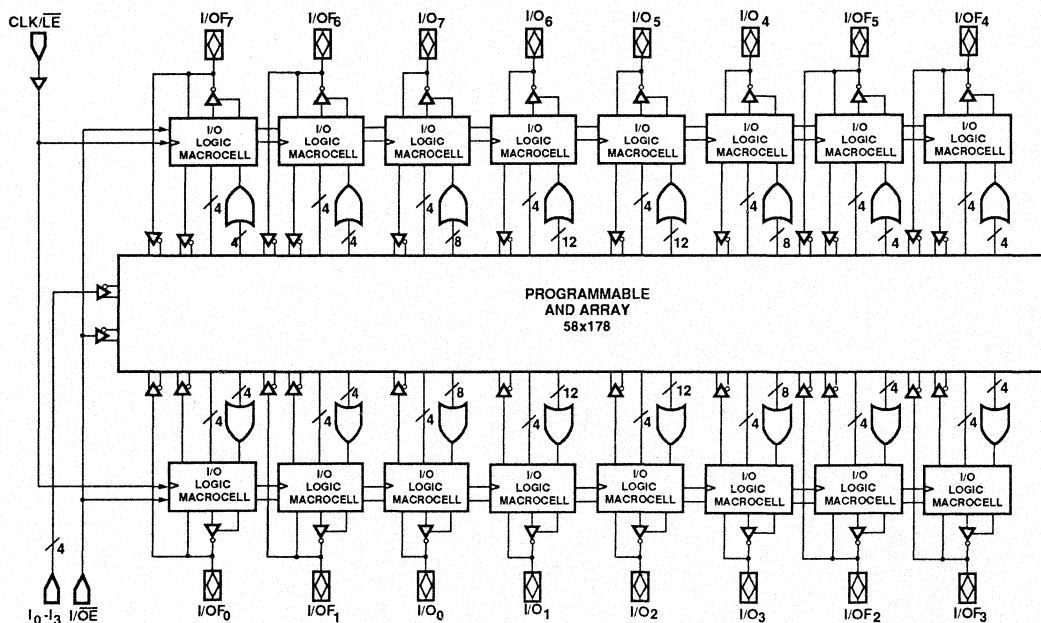 CLK/L̅E̅
I/OF7 I/OF6 I/O7 I/O6 I/O5 I/O4 I/OF5 I/OF4
I/O LOGIC MACROCELL
I/O LOGIC MACROCELL
I/O LOGIC MACROCELL
I/O LOGIC MACROCELL
I/O LOGIC MACROCELL
I/O LOGIC MACROCELL
I/O LOGIC MACROCELL
I/O LOGIC MACROCELL
4 4 4 4 4 8 4 12 4 12 4 8 4 4 4 4
PROGRAMMABLE
AND ARRAY
58x178
4 4 4 4 4 8 4 12 4 12 4 8 4 4 4 4
I/O LOGIC MACROCELL
I/O LOGIC MACROCELL
I/O LOGIC MACROCELL
I/O LOGIC MACROCELL
I/O LOGIC MACROCELL
I/O LOGIC MACROCELL
I/O LOGIC MACROCELL
I/O LOGIC MACROCELL
4
I0-I3 I/O̅E̅ I/OF0 I/OF1 I/O0 I/O1 I/O2 I/O3 I/OF2 I/OF3